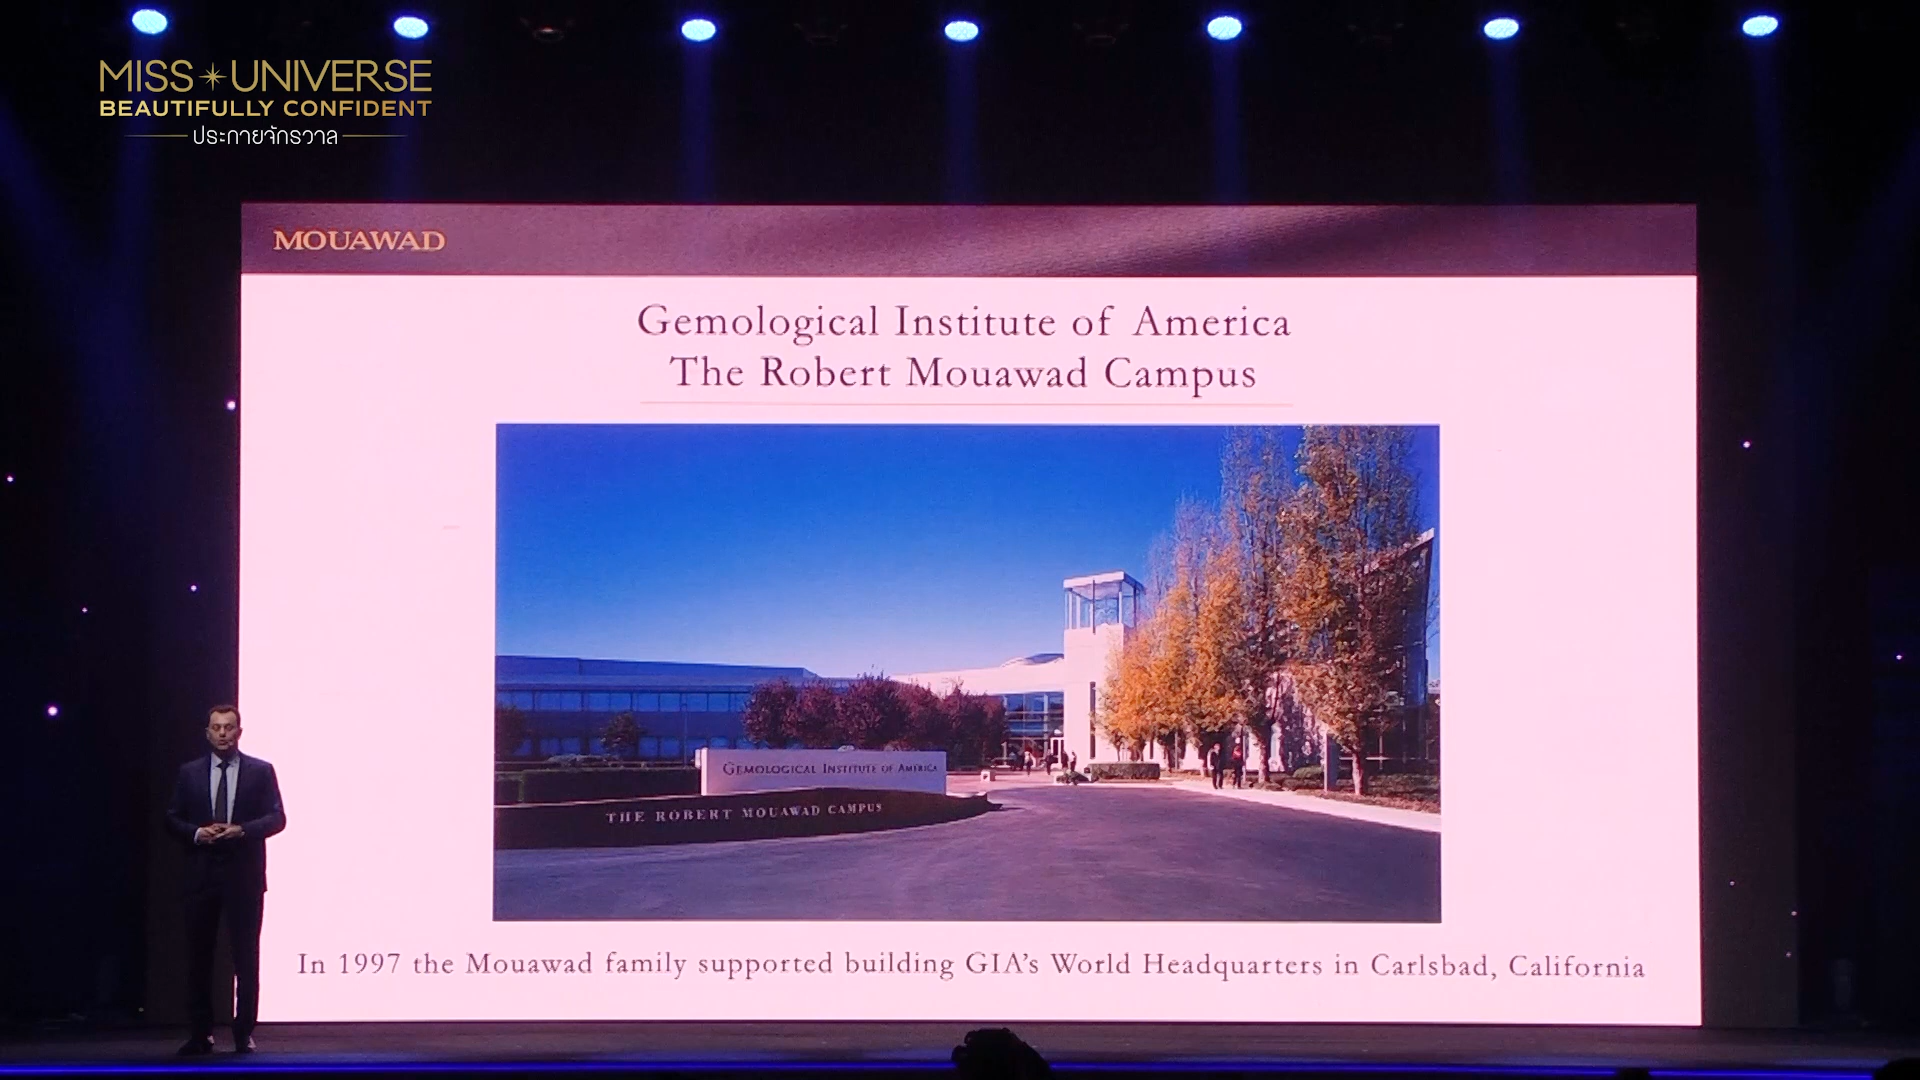 MISS UNIVERSE
BEAUTIFULLY CONFIDENT
ประกายจักรวาล
MOUAWAD
Gemological Institute of America
The Robert Mouawad Campus
GEMOLOGICAL INSTITUTE OF AMERICA
THE ROBERT MOUAWAD CAMPUS
In 1997 the Mouawad family supported building GIA's World Headquarters in Carlsbad, California